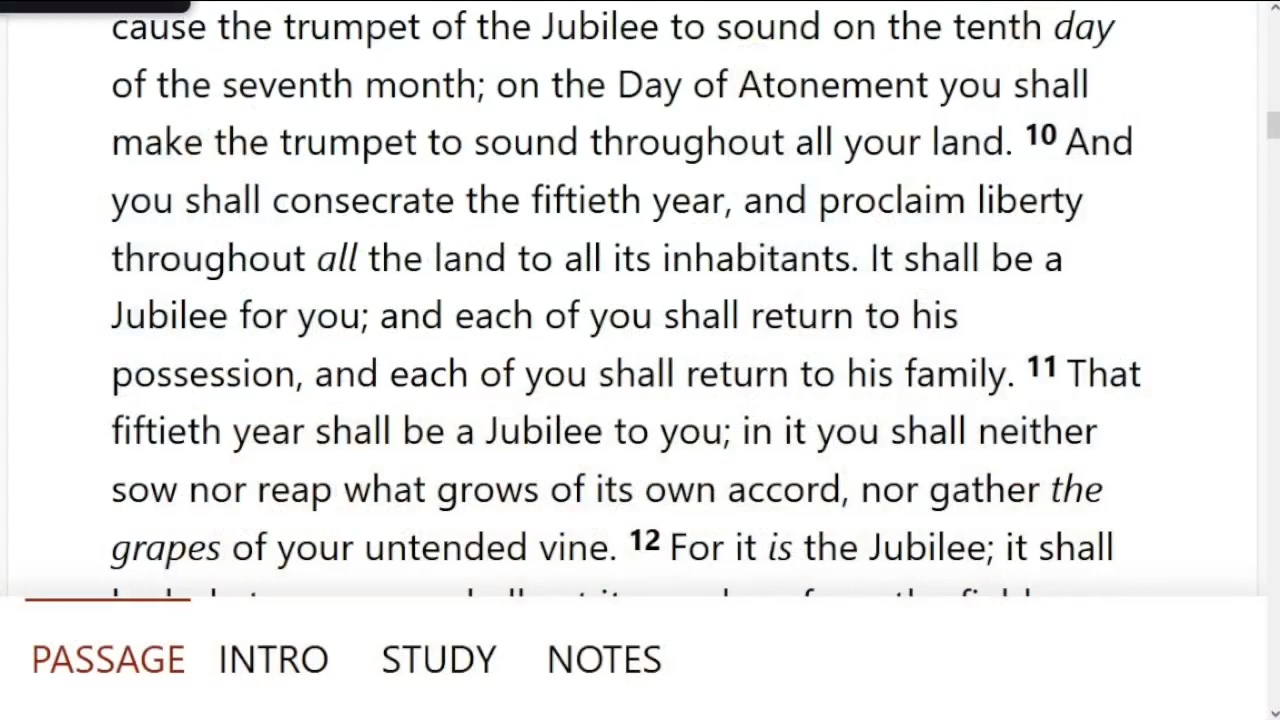 cause the trumpet of the Jubilee to sound on the tenth day
of the seventh month; on the Day of Atonement you shall
make the trumpet to sound throughout all your land. 10 And
you shall consecrate the fiftieth year, and proclaim liberty
throughout all the land to all its inhabitants. It shall be a
Jubilee for you; and each of you shall return to his
possession, and each of you shall return to his family. 11 That
fiftieth year shall be a Jubilee to you; in it you shall neither
sow nor reap what grows of its own accord, nor gather the
grapes of your untended vine. 12 For it is the Jubilee; it shall
PASSAGE INTRO STUDY NOTES